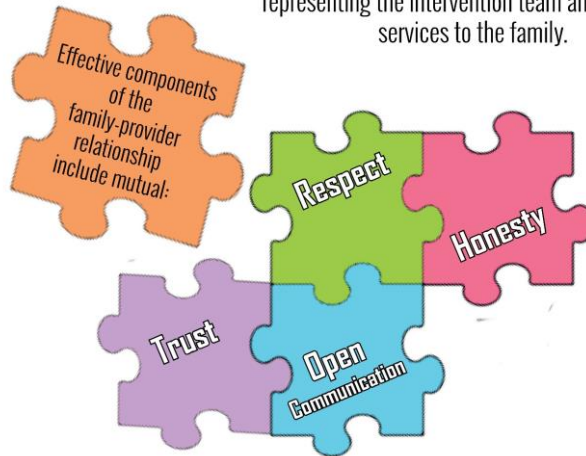 representing the intervention team an
services to the family.
Effective components
of the
family-provider
relationship
include mutual:
Respect
Honesty
Trust
Open
Communication